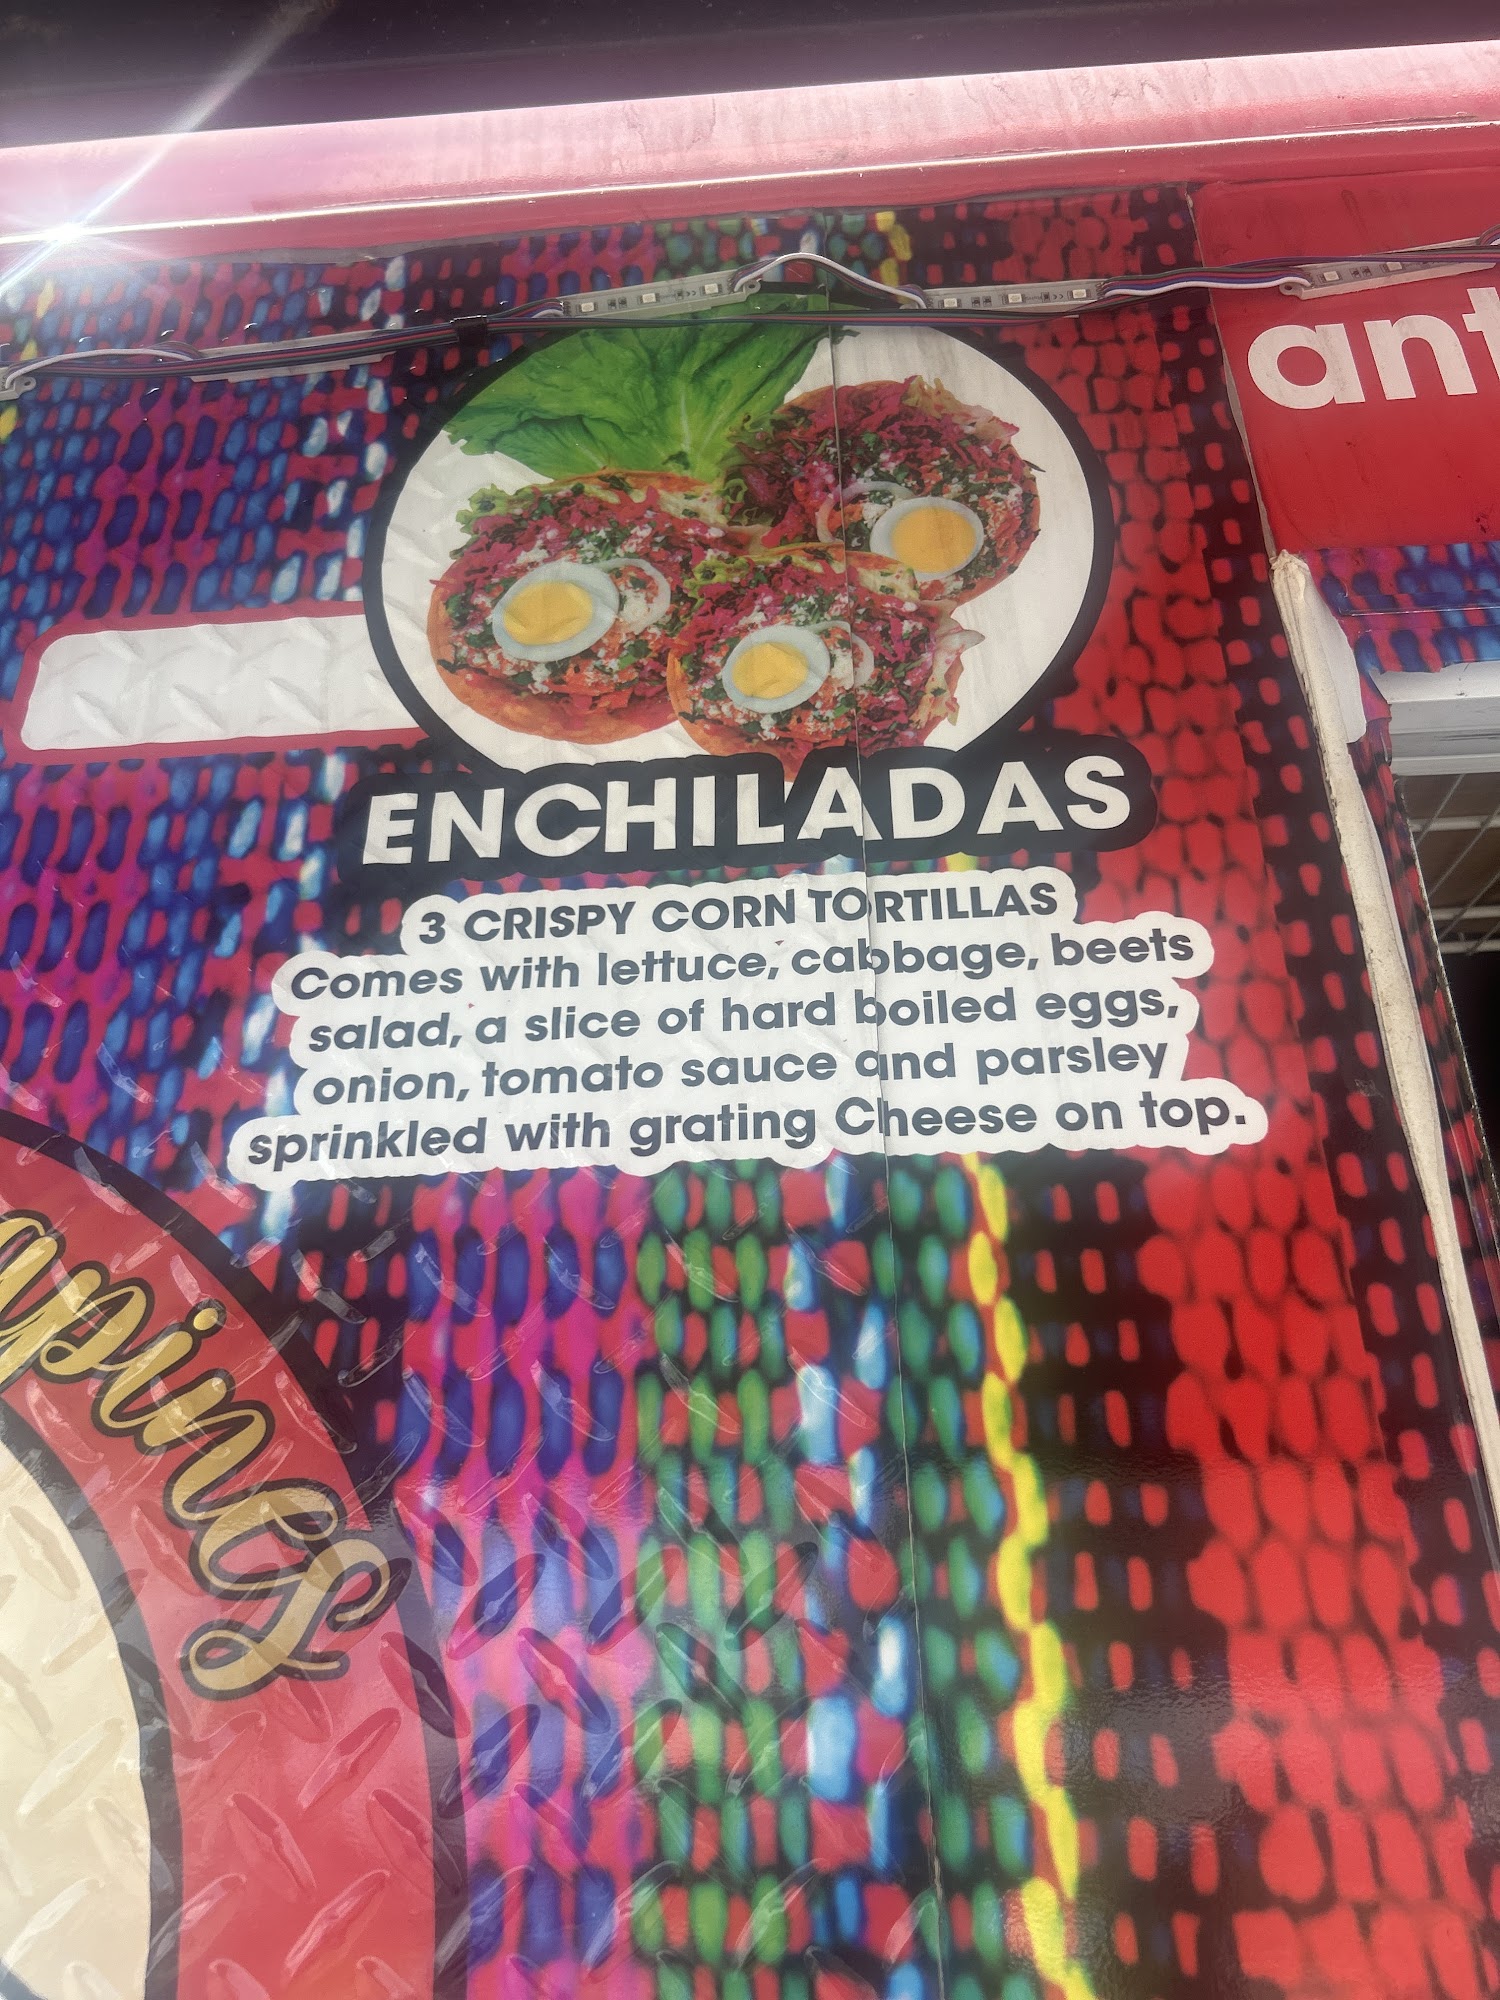 ant
ENCHILADAS
3 CRISPY CORN TORTILLAS
Comes with lettuce, cabbage, beets
salad, a slice of hard boiled eggs,
onion, tomato sauce and parsley
sprinkled with grating Cheese on top.
apines